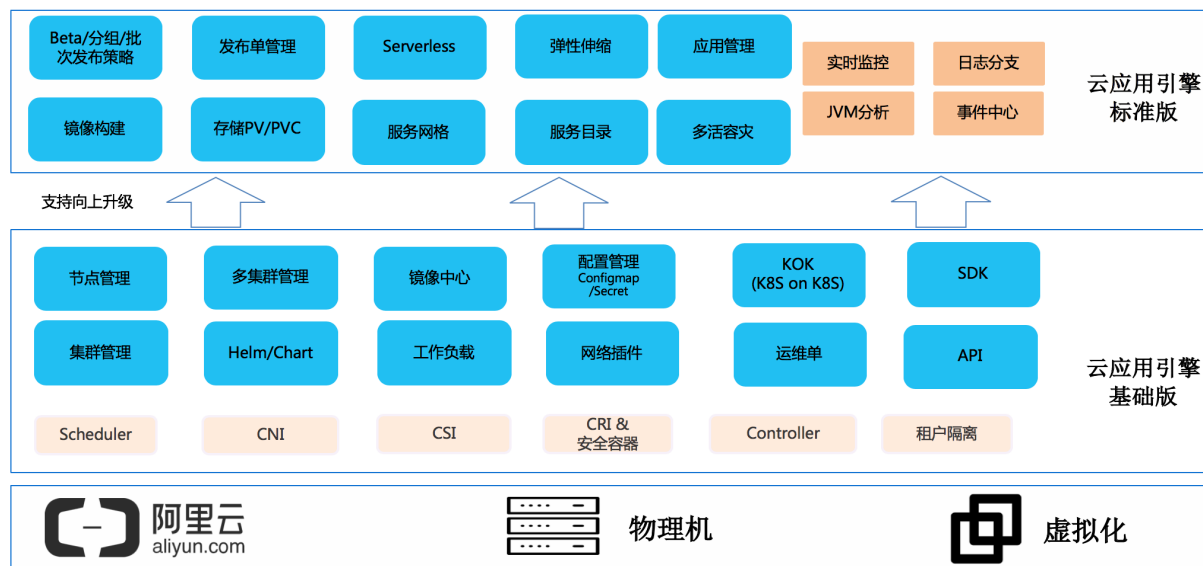 Beta/分组/批
次发布策略
发布单管理
Serverless
弹性伸缩
应用管理
实时监控
日志分支
镜像构建
存储PV/PVC
服务网格
服务目录
多活容灾
JVM分析
事件中心
云应用引擎
标准版
支持向上升级
节点管理
多集群管理
镜像中心
配置管理
Configmap
/Secret
KOK
(K8S on K8S)
SDK
集群管理
Helm/Chart
工作负载
网络插件
运维单
API
云应用引擎
基础版
Scheduler
CNI
CSI
CRI &
安全容器
Controller
租户隔离
阿里云
aliyun.com
物理机
虚拟化